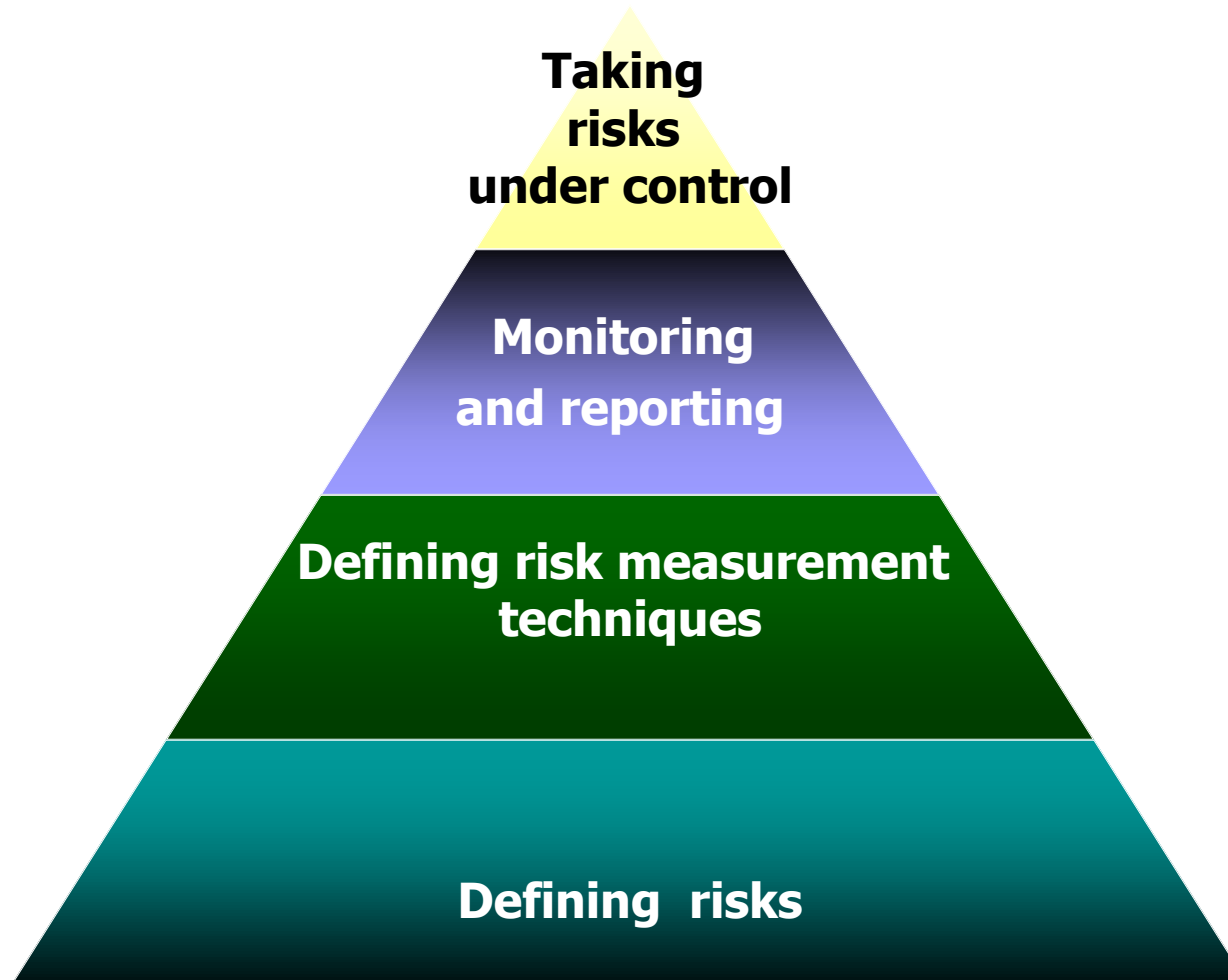 Taking
risks
under control
Monitoring
and reporting
Defining risk measurement
techniques
Defining risks